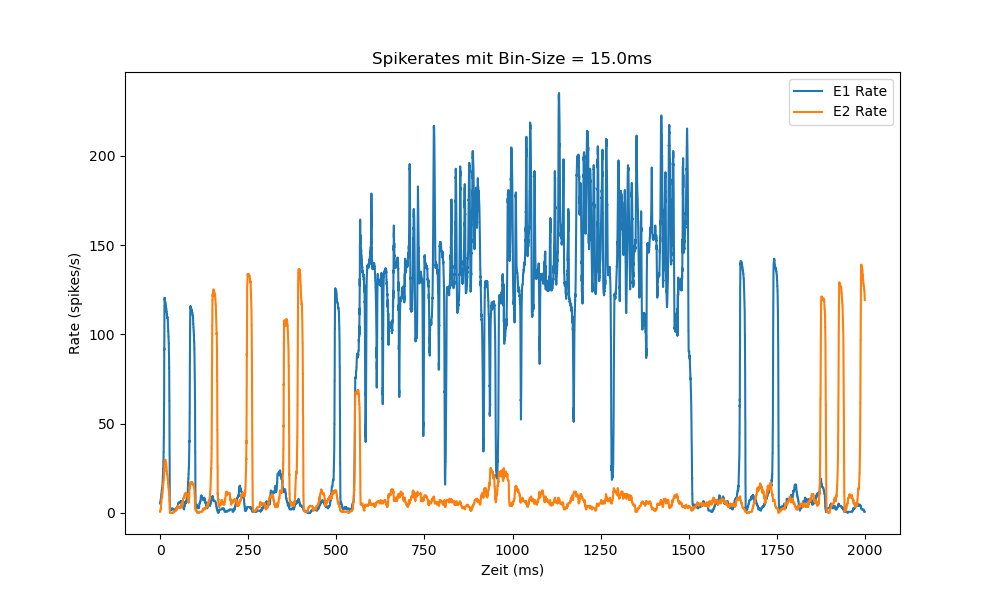 Spikerates mit Bin-Size = 15.0ms
E1 Rate
E2 Rate
Rate (spikes/s)
200
150
100
50
0
0 250 500 750 1000 1250 1500 1750 2000
Zeit (ms)